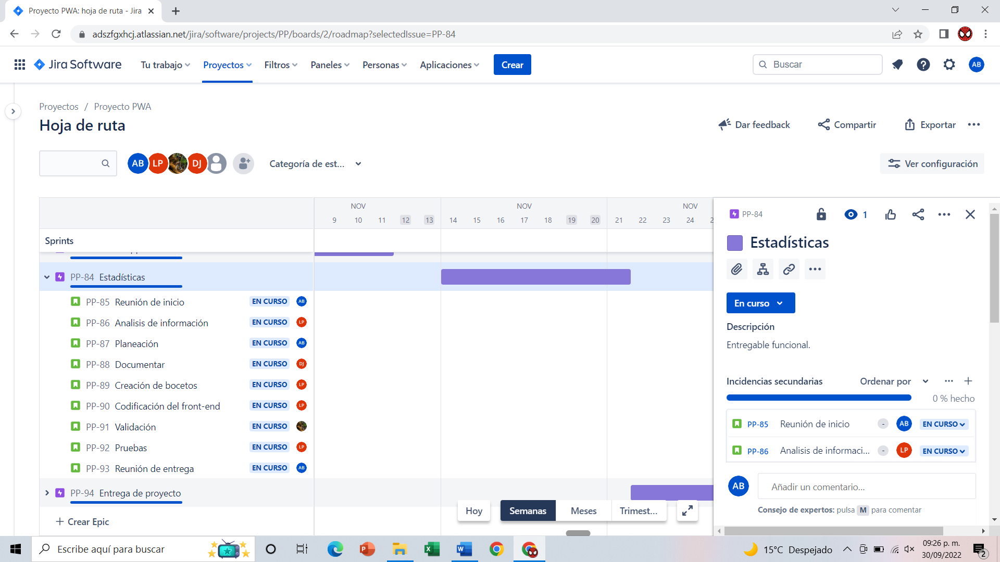 Proyecto PWA: hoja de ruta - Jira
adszfgxhcj.atlassian.net/jira/software/projects/PP/boards/2/roadmap?selectedIssue=PP-84
Jira Software Tu trabajo Proyectos Filtros Paneles Personas Aplicaciones Crear Buscar AB
Proyectos / Proyecto PWA
Hoja de ruta
Dar feedback Compartir Exportar
AB LP DJ Categoría de est... Ver configuración
NOV NOV NOV
9 10 11 12 13 14 15 16 17 18 19 20 21 22 23 24
Sprints
PP-84 Estadísticas
PP-85 Reunión de inicio EN CURSO AB
PP-86 Analisis de información EN CURSO LP
PP-87 Planeación EN CURSO AB
PP-88 Documentar EN CURSO DJ
PP-89 Creación de bocetos EN CURSO LP
PP-90 Codificación del front-end EN CURSO LP
PP-91 Validación EN CURSO
PP-92 Pruebas EN CURSO LP
PP-93 Reunión de entrega EN CURSO AB
PP-94 Entrega de proyecto
Crear Epic
Hoy Semanas Meses Trimest...
PP-84 1
Estadísticas
En curso
Descripción
Entregable funcional.
Incidencias secundarias Ordenar por
0 % hecho
PP-85 Reunión de inicio - AB EN CURSO
PP-86 Analisis de informaci... - LP EN CURSO
AB Añadir un comentario...
Consejo de expertos: pulsa M para comentar
Escribe aquí para buscar
15°C Despejado
09:26 p. m.
30/09/2022
2